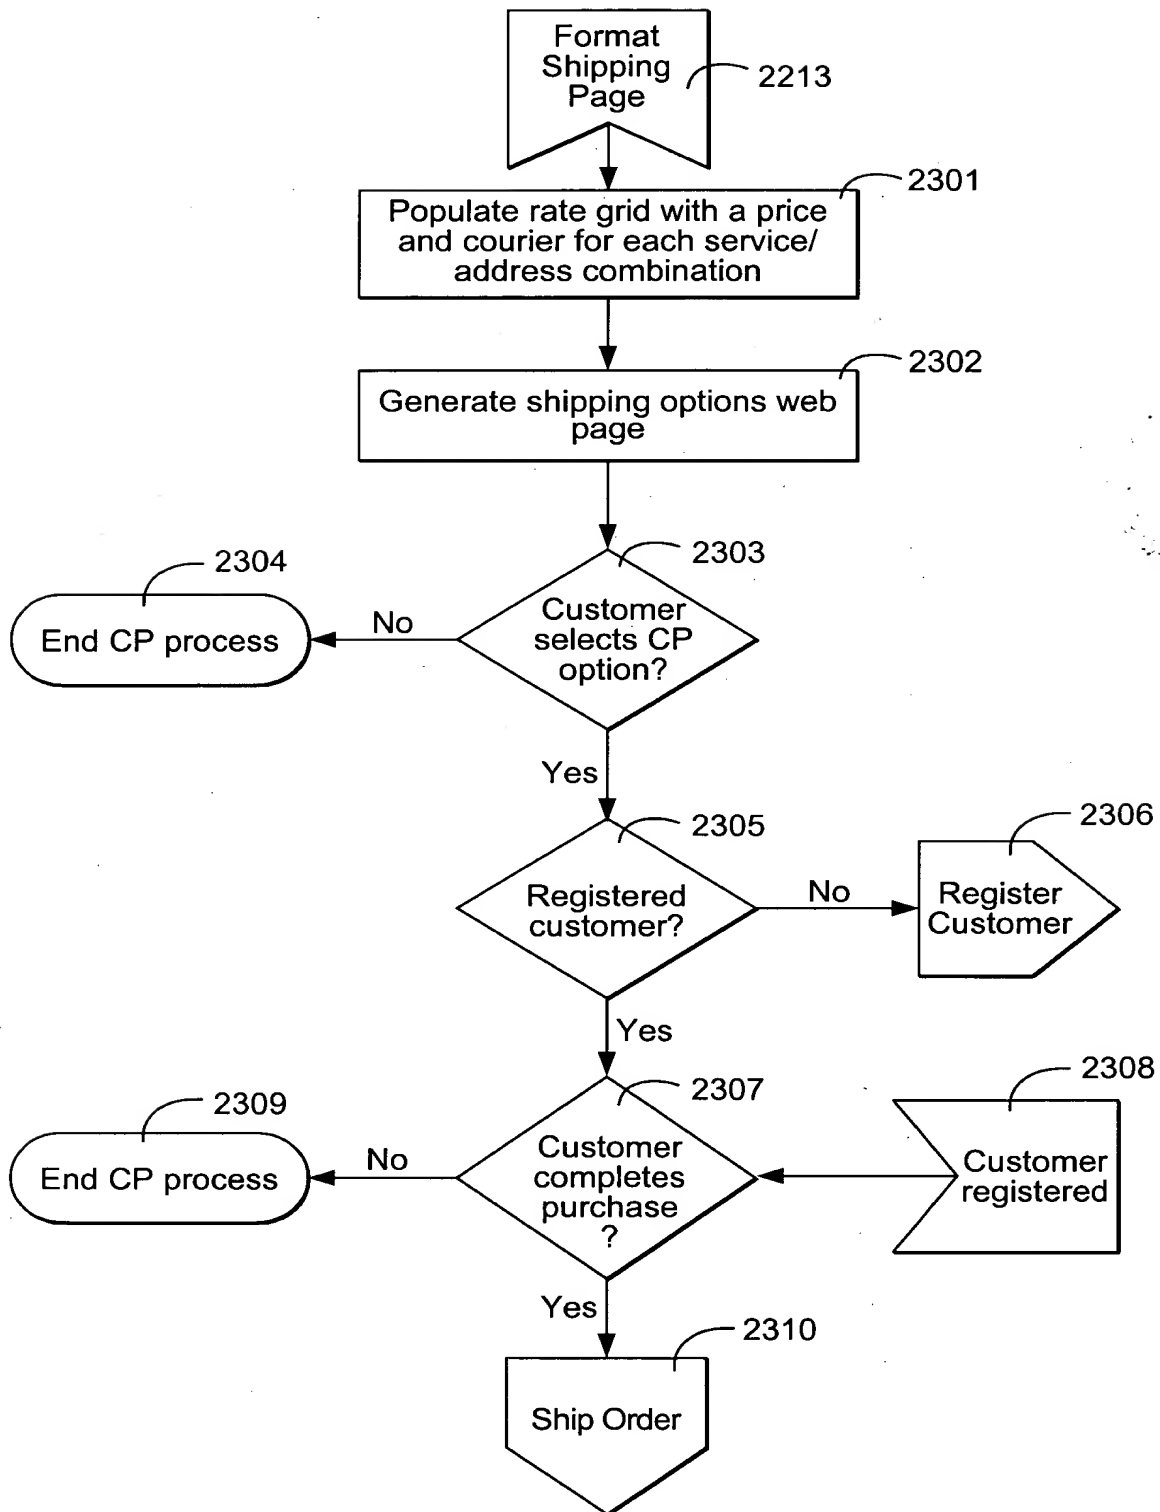 Format
Shipping
Page
2213
2301
Populate rate grid with a price
and courier for each service/
address combination
2302
Generate shipping options web
page
2303
2304
Customer
selects CP
option?
No
End CP process
Yes
2305
2306
Registered
customer?
No
Register
Customer
Yes
2307
2308
2309
Customer
completes
purchase
?
No
End CP process
Customer
registered
Yes
2310
Ship Order